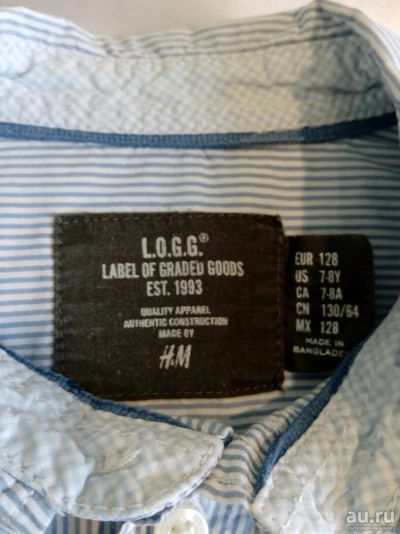 L.O.G.G.®
LABEL OF GRADED GOODS
EST. 1993
QUALITY APPAREL
AUTHENTIC CONSTRUCTION
MADE BY
H&M
EUR 128
US 7-8Y
CA 7-8A
CN 130/64
MX 128
MADE IN
au.ru